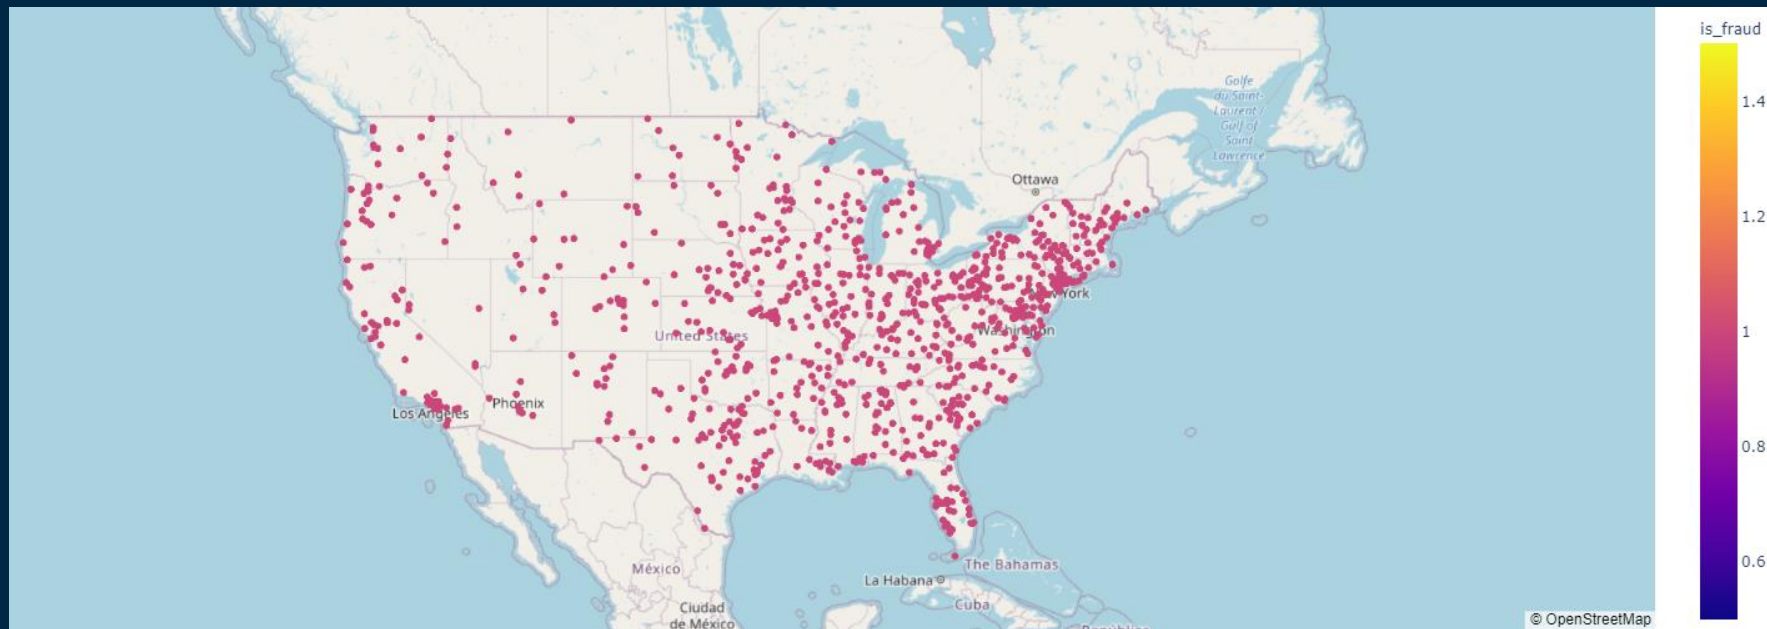 is_fraud
1.4
1.2
1
0.8
0.6
Golfe
du Saint-
Laurent /
Gulf of
Saint
Lawrence
Ottawa
New York
Washington
United States
Los Angeles
Phoenix
México
Ciudad
de México
La Habana
The Bahamas
Cuba
© OpenStreetMap